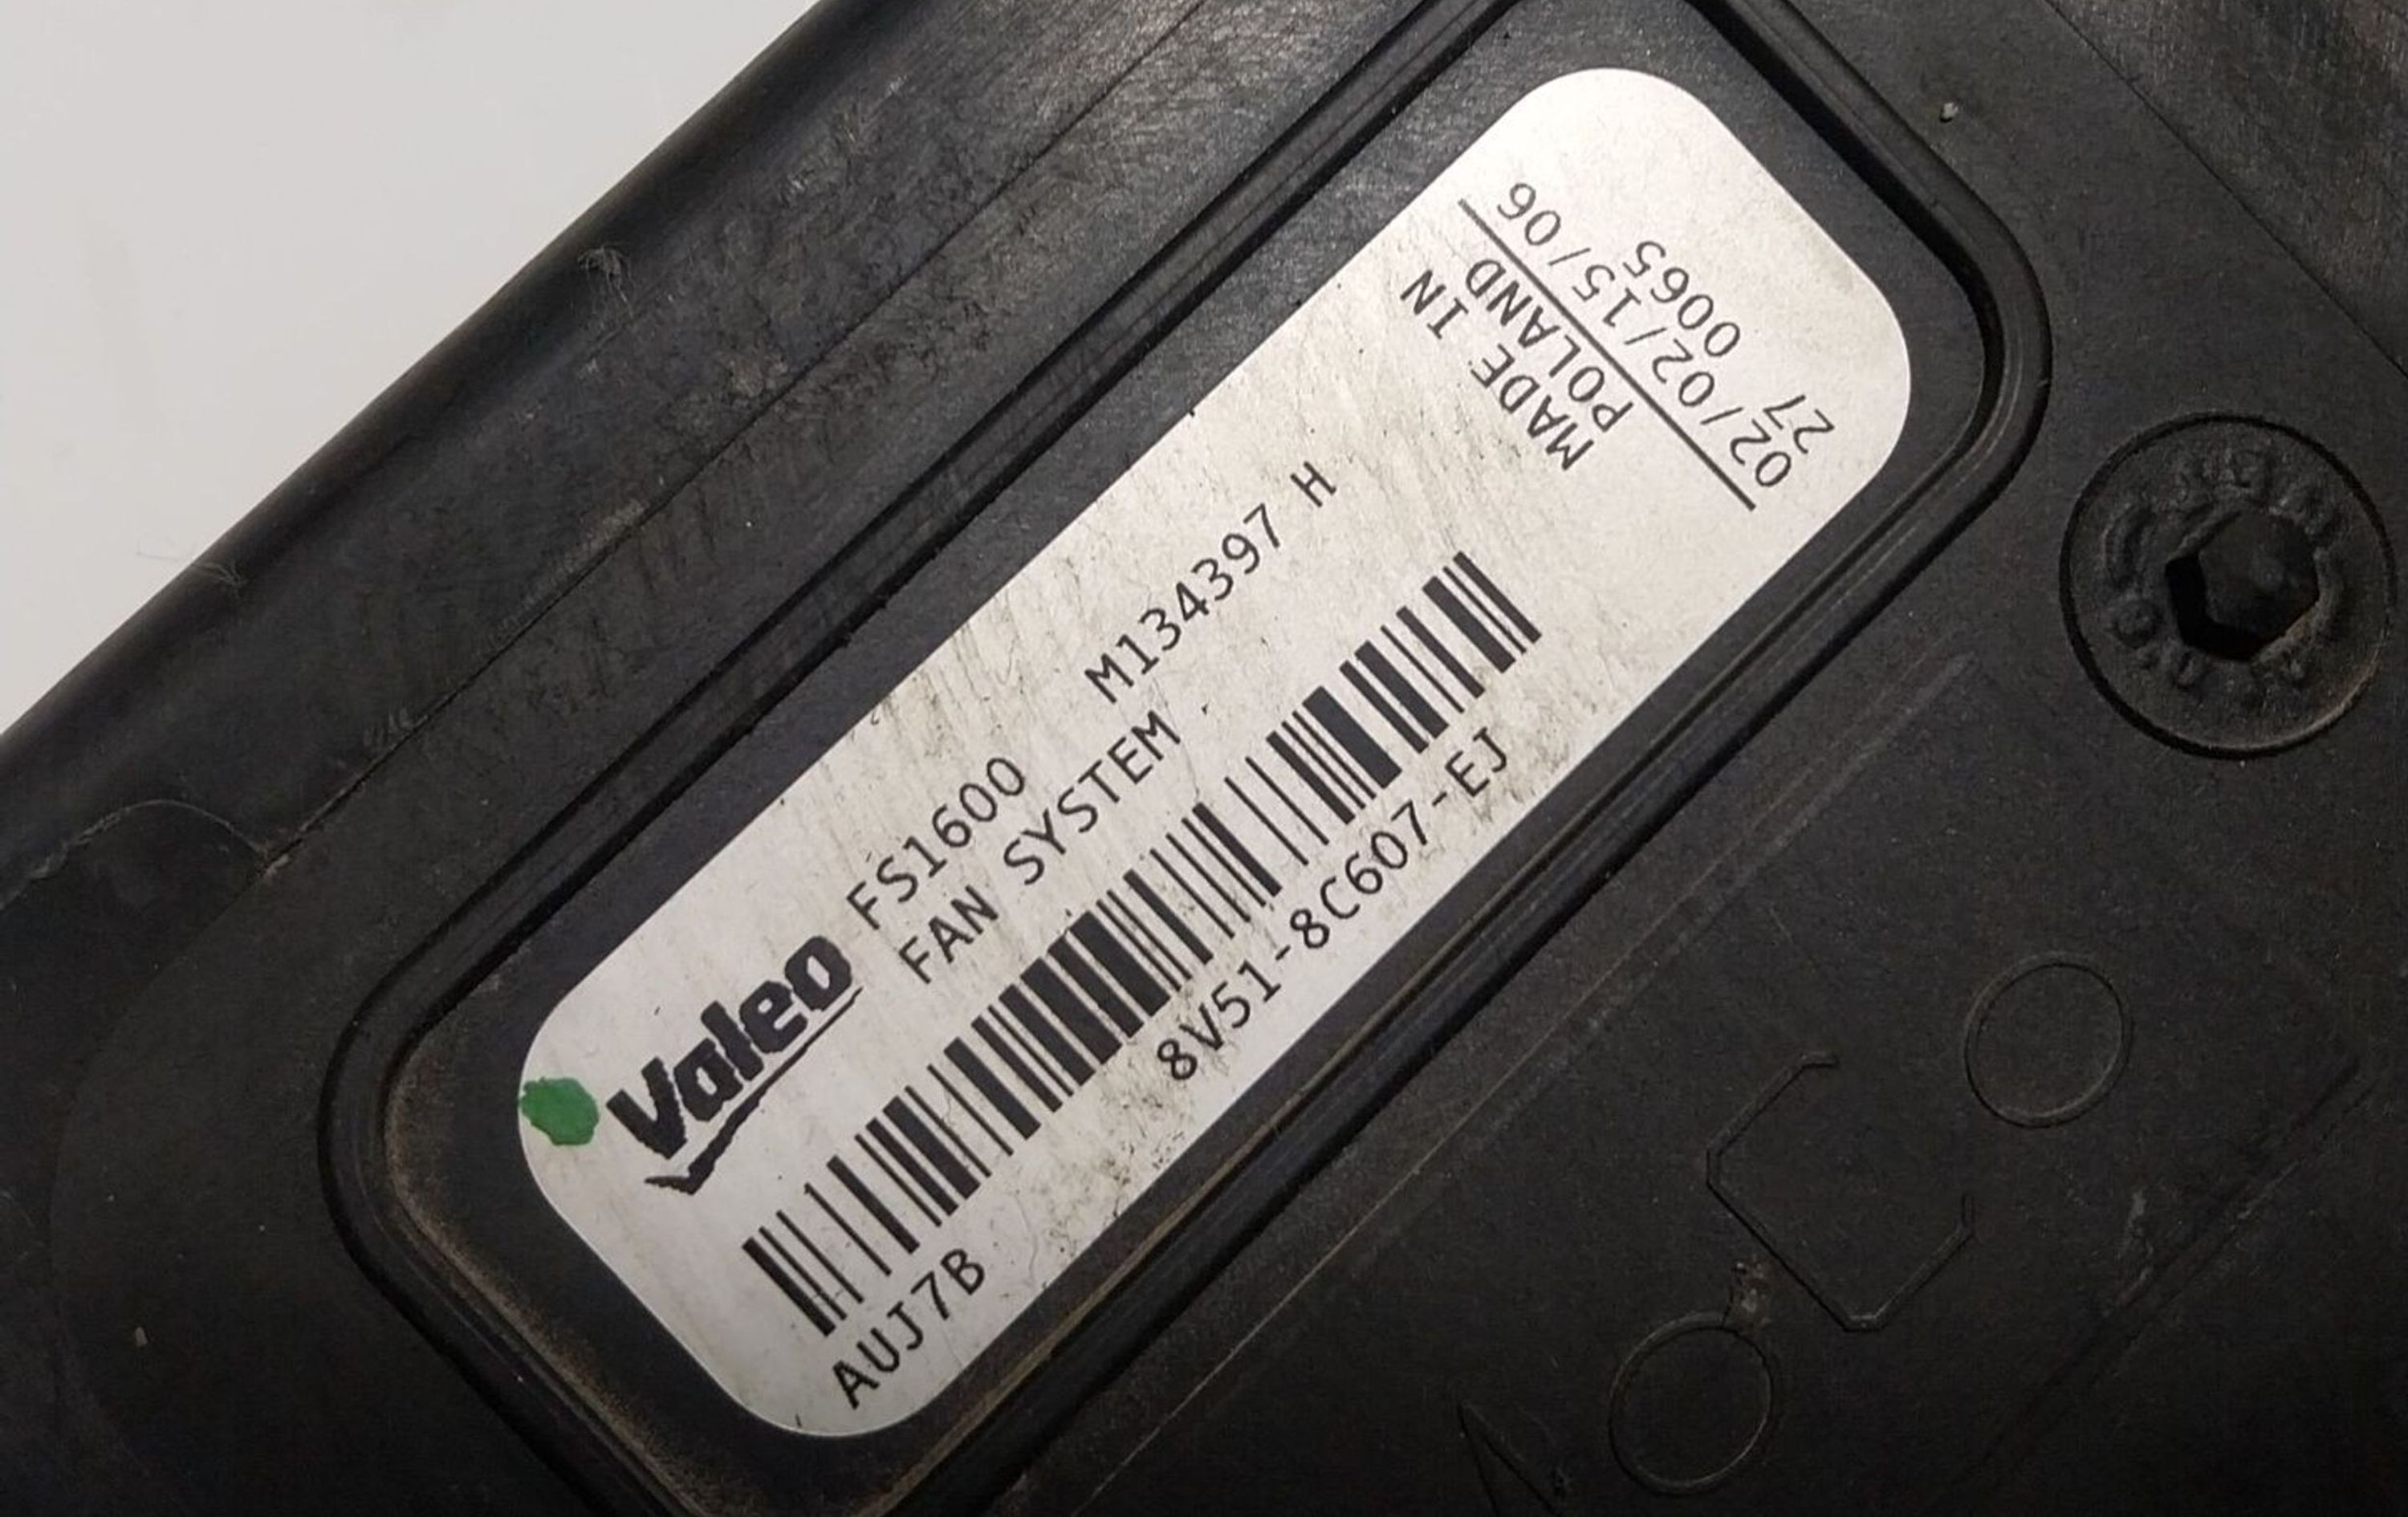 Valeo
FS1600 M134397 H
FAN SYSTEM
AUJ7B
8V51-8C607-EJ
MADE IN
POLAND
02/02/15/06
27 0065